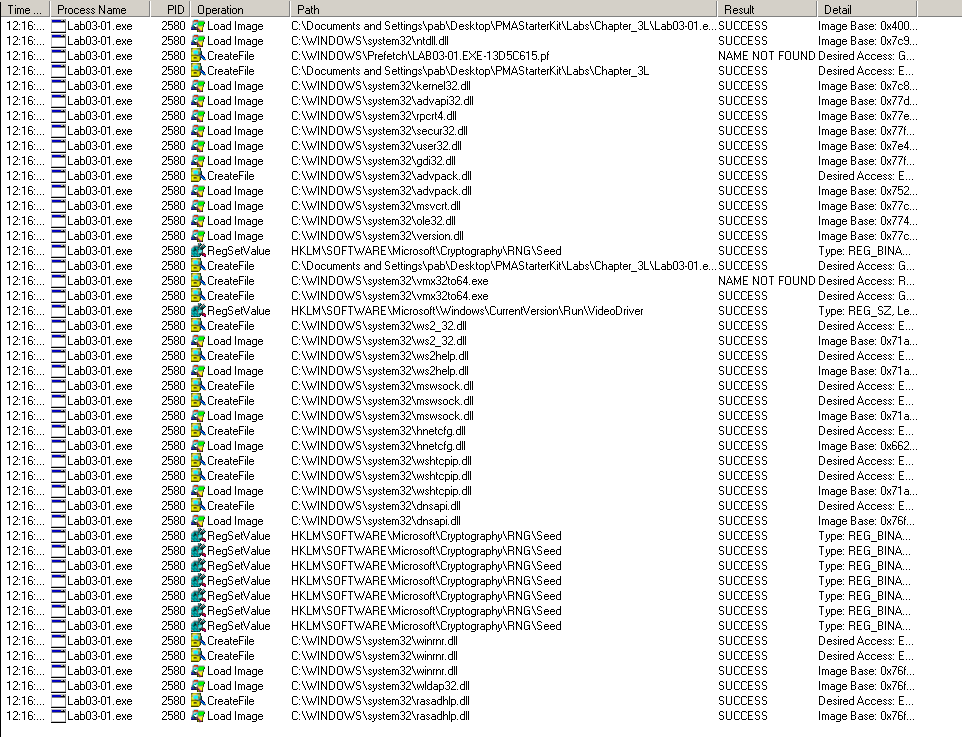 Time ... Process Name PID Operation Path Result Detail
12:16:... Lab03-01.exe 2580 Load Image C:\Documents and Settings\pab\Desktop\PMAStarterKit\Labs\Chapter_3L\Lab03-01.e... SUCCESS Image Base: 0x400...
12:16:... Lab03-01.exe 2580 Load Image C:\WINDOWS\system32\ntdll.dll SUCCESS Image Base: 0x7c9...
12:16:... Lab03-01.exe 2580 CreateFile C:\WINDOWS\Prefetch\LAB03-01.EXE-13D5C615.pf NAME NOT FOUND Desired Access: G...
12:16:... Lab03-01.exe 2580 CreateFile C:\Documents and Settings\pab\Desktop\PMAStarterKit\Labs\Chapter_3L SUCCESS Desired Access: E...
12:16:... Lab03-01.exe 2580 Load Image C:\WINDOWS\system32\kernel32.dll SUCCESS Image Base: 0x7c8...
12:16:... Lab03-01.exe 2580 Load Image C:\WINDOWS\system32\advapi32.dll SUCCESS Image Base: 0x77d...
12:16:... Lab03-01.exe 2580 Load Image C:\WINDOWS\system32\rpcrt4.dll SUCCESS Image Base: 0x77e...
12:16:... Lab03-01.exe 2580 Load Image C:\WINDOWS\system32\secur32.dll SUCCESS Image Base: 0x77f...
12:16:... Lab03-01.exe 2580 Load Image C:\WINDOWS\system32\user32.dll SUCCESS Image Base: 0x7e4...
12:16:... Lab03-01.exe 2580 Load Image C:\WINDOWS\system32\gdi32.dll SUCCESS Image Base: 0x77f...
12:16:... Lab03-01.exe 2580 CreateFile C:\WINDOWS\system32\advpack.dll SUCCESS Desired Access: E...
12:16:... Lab03-01.exe 2580 Load Image C:\WINDOWS\system32\advpack.dll SUCCESS Image Base: 0x752...
12:16:... Lab03-01.exe 2580 Load Image C:\WINDOWS\system32\msvcrt.dll SUCCESS Image Base: 0x77c...
12:16:... Lab03-01.exe 2580 Load Image C:\WINDOWS\system32\ole32.dll SUCCESS Image Base: 0x774...
12:16:... Lab03-01.exe 2580 Load Image C:\WINDOWS\system32\version.dll SUCCESS Image Base: 0x77c...
12:16:... Lab03-01.exe 2580 RegSetValue HKLM\SOFTWARE\Microsoft\Cryptography\RNG\Seed SUCCESS Type: REG_BINA...
12:16:... Lab03-01.exe 2580 CreateFile C:\Documents and Settings\pab\Desktop\PMAStarterKit\Labs\Chapter_3L\Lab03-01.e... SUCCESS Desired Access: G...
12:16:... Lab03-01.exe 2580 CreateFile C:\WINDOWS\system32\vmx32to64.exe NAME NOT FOUND Desired Access: R...
12:16:... Lab03-01.exe 2580 CreateFile C:\WINDOWS\system32\vmx32to64.exe SUCCESS Desired Access: G...
12:16:... Lab03-01.exe 2580 RegSetValue HKLM\SOFTWARE\Microsoft\Windows\CurrentVersion\Run\VideoDriver SUCCESS Type: REG_SZ, Le...
12:16:... Lab03-01.exe 2580 CreateFile C:\WINDOWS\system32\ws2_32.dll SUCCESS Desired Access: E...
12:16:... Lab03-01.exe 2580 Load Image C:\WINDOWS\system32\ws2_32.dll SUCCESS Image Base: 0x71a...
12:16:... Lab03-01.exe 2580 CreateFile C:\WINDOWS\system32\ws2help.dll SUCCESS Desired Access: E...
12:16:... Lab03-01.exe 2580 Load Image C:\WINDOWS\system32\ws2help.dll SUCCESS Image Base: 0x71a...
12:16:... Lab03-01.exe 2580 CreateFile C:\WINDOWS\system32\mswsock.dll SUCCESS Desired Access: E...
12:16:... Lab03-01.exe 2580 CreateFile C:\WINDOWS\system32\mswsock.dll SUCCESS Desired Access: E...
12:16:... Lab03-01.exe 2580 Load Image C:\WINDOWS\system32\mswsock.dll SUCCESS Image Base: 0x71a...
12:16:... Lab03-01.exe 2580 CreateFile C:\WINDOWS\system32\hnetcfg.dll SUCCESS Desired Access: E...
12:16:... Lab03-01.exe 2580 Load Image C:\WINDOWS\system32\hnetcfg.dll SUCCESS Image Base: 0x662...
12:16:... Lab03-01.exe 2580 CreateFile C:\WINDOWS\system32\wshtcpip.dll SUCCESS Desired Access: E...
12:16:... Lab03-01.exe 2580 CreateFile C:\WINDOWS\system32\wshtcpip.dll SUCCESS Desired Access: E...
12:16:... Lab03-01.exe 2580 Load Image C:\WINDOWS\system32\wshtcpip.dll SUCCESS Image Base: 0x71a...
12:16:... Lab03-01.exe 2580 CreateFile C:\WINDOWS\system32\dnsapi.dll SUCCESS Desired Access: E...
12:16:... Lab03-01.exe 2580 Load Image C:\WINDOWS\system32\dnsapi.dll SUCCESS Image Base: 0x76f...
12:16:... Lab03-01.exe 2580 RegSetValue HKLM\SOFTWARE\Microsoft\Cryptography\RNG\Seed SUCCESS Type: REG_BINA...
12:16:... Lab03-01.exe 2580 RegSetValue HKLM\SOFTWARE\Microsoft\Cryptography\RNG\Seed SUCCESS Type: REG_BINA...
12:16:... Lab03-01.exe 2580 RegSetValue HKLM\SOFTWARE\Microsoft\Cryptography\RNG\Seed SUCCESS Type: REG_BINA...
12:16:... Lab03-01.exe 2580 RegSetValue HKLM\SOFTWARE\Microsoft\Cryptography\RNG\Seed SUCCESS Type: REG_BINA...
12:16:... Lab03-01.exe 2580 RegSetValue HKLM\SOFTWARE\Microsoft\Cryptography\RNG\Seed SUCCESS Type: REG_BINA...
12:16:... Lab03-01.exe 2580 RegSetValue HKLM\SOFTWARE\Microsoft\Cryptography\RNG\Seed SUCCESS Type: REG_BINA...
12:16:... Lab03-01.exe 2580 RegSetValue HKLM\SOFTWARE\Microsoft\Cryptography\RNG\Seed SUCCESS Type: REG_BINA...
12:16:... Lab03-01.exe 2580 CreateFile C:\WINDOWS\system32\winrnr.dll SUCCESS Desired Access: E...
12:16:... Lab03-01.exe 2580 CreateFile C:\WINDOWS\system32\winrnr.dll SUCCESS Desired Access: E...
12:16:... Lab03-01.exe 2580 Load Image C:\WINDOWS\system32\winrnr.dll SUCCESS Image Base: 0x76f...
12:16:... Lab03-01.exe 2580 Load Image C:\WINDOWS\system32\wldap32.dll SUCCESS Image Base: 0x76f...
12:16:... Lab03-01.exe 2580 CreateFile C:\WINDOWS\system32\rasadhlp.dll SUCCESS Desired Access: E...
12:16:... Lab03-01.exe 2580 Load Image C:\WINDOWS\system32\rasadhlp.dll SUCCESS Image Base: 0x76f...